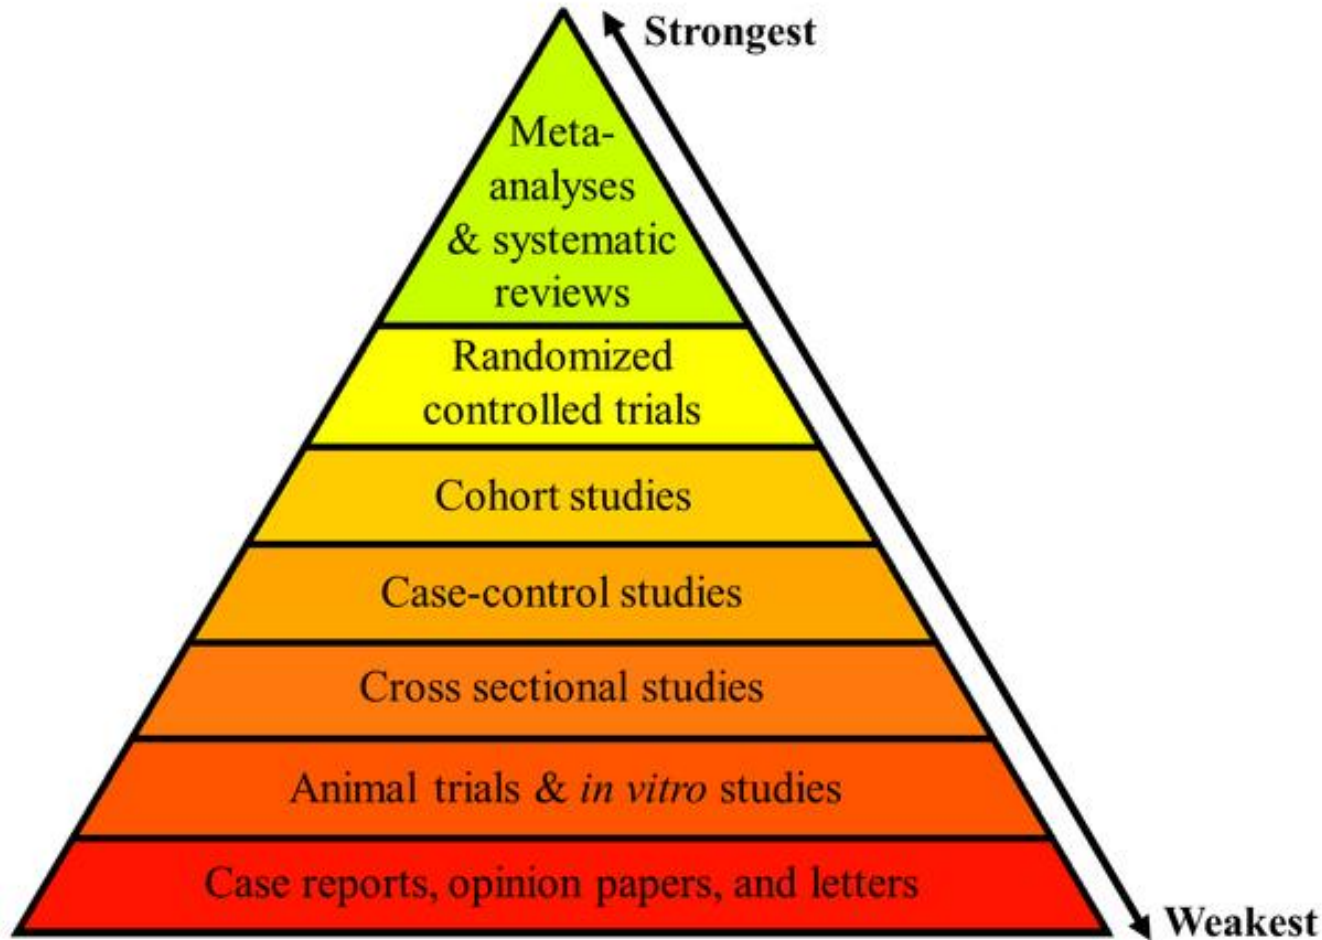 Strongest
Meta-
analyses
& systematic
reviews
Randomized
controlled trials
Cohort studies
Case-control studies
Cross sectional studies
Animal trials & in vitro studies
Case reports, opinion papers, and letters
Weakest